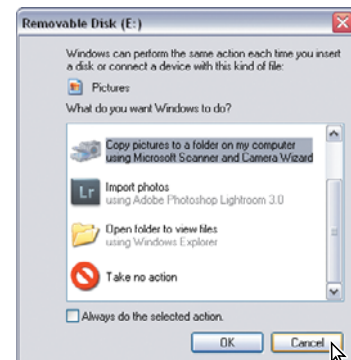 Removable Disk (E:)
Windows can perform the same action each time you insert
a disk or connect a device with this kind of file:
Pictures
What do you want Windows to do?
Copy pictures to a folder on my computer
using Microsoft Scanner and Camera Wizard
Lr
Import photos
using Adobe Photoshop Lightroom 3.0
Open folder to view files
using Windows Explorer
Take no action
Always do the selected action.
OK
Cancel